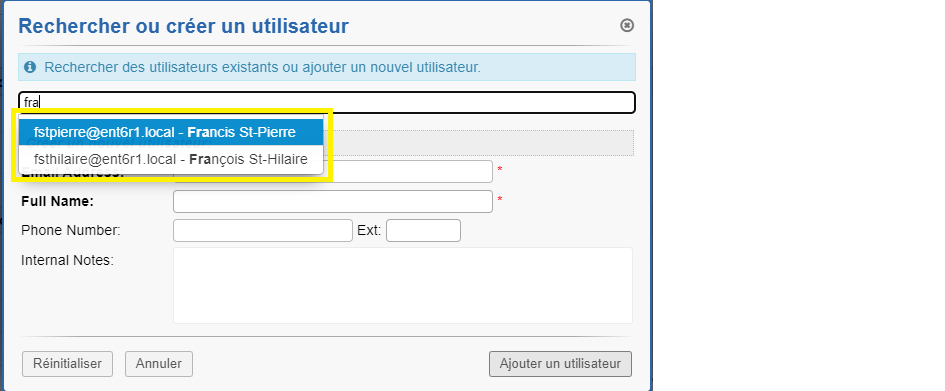 Rechercher ou créer un utilisateur
Rechercher des utilisateurs existants ou ajouter un nouvel utilisateur.
fra
fstpierre@ent6r1.local - Francis St-Pierre
fsthilaire@ent6r1.local - François St-Hilaire
Email Address:
*
Full Name:
*
Phone Number:
Ext:
Internal Notes:
Réinitialiser
Annuler
Ajouter un utilisateur